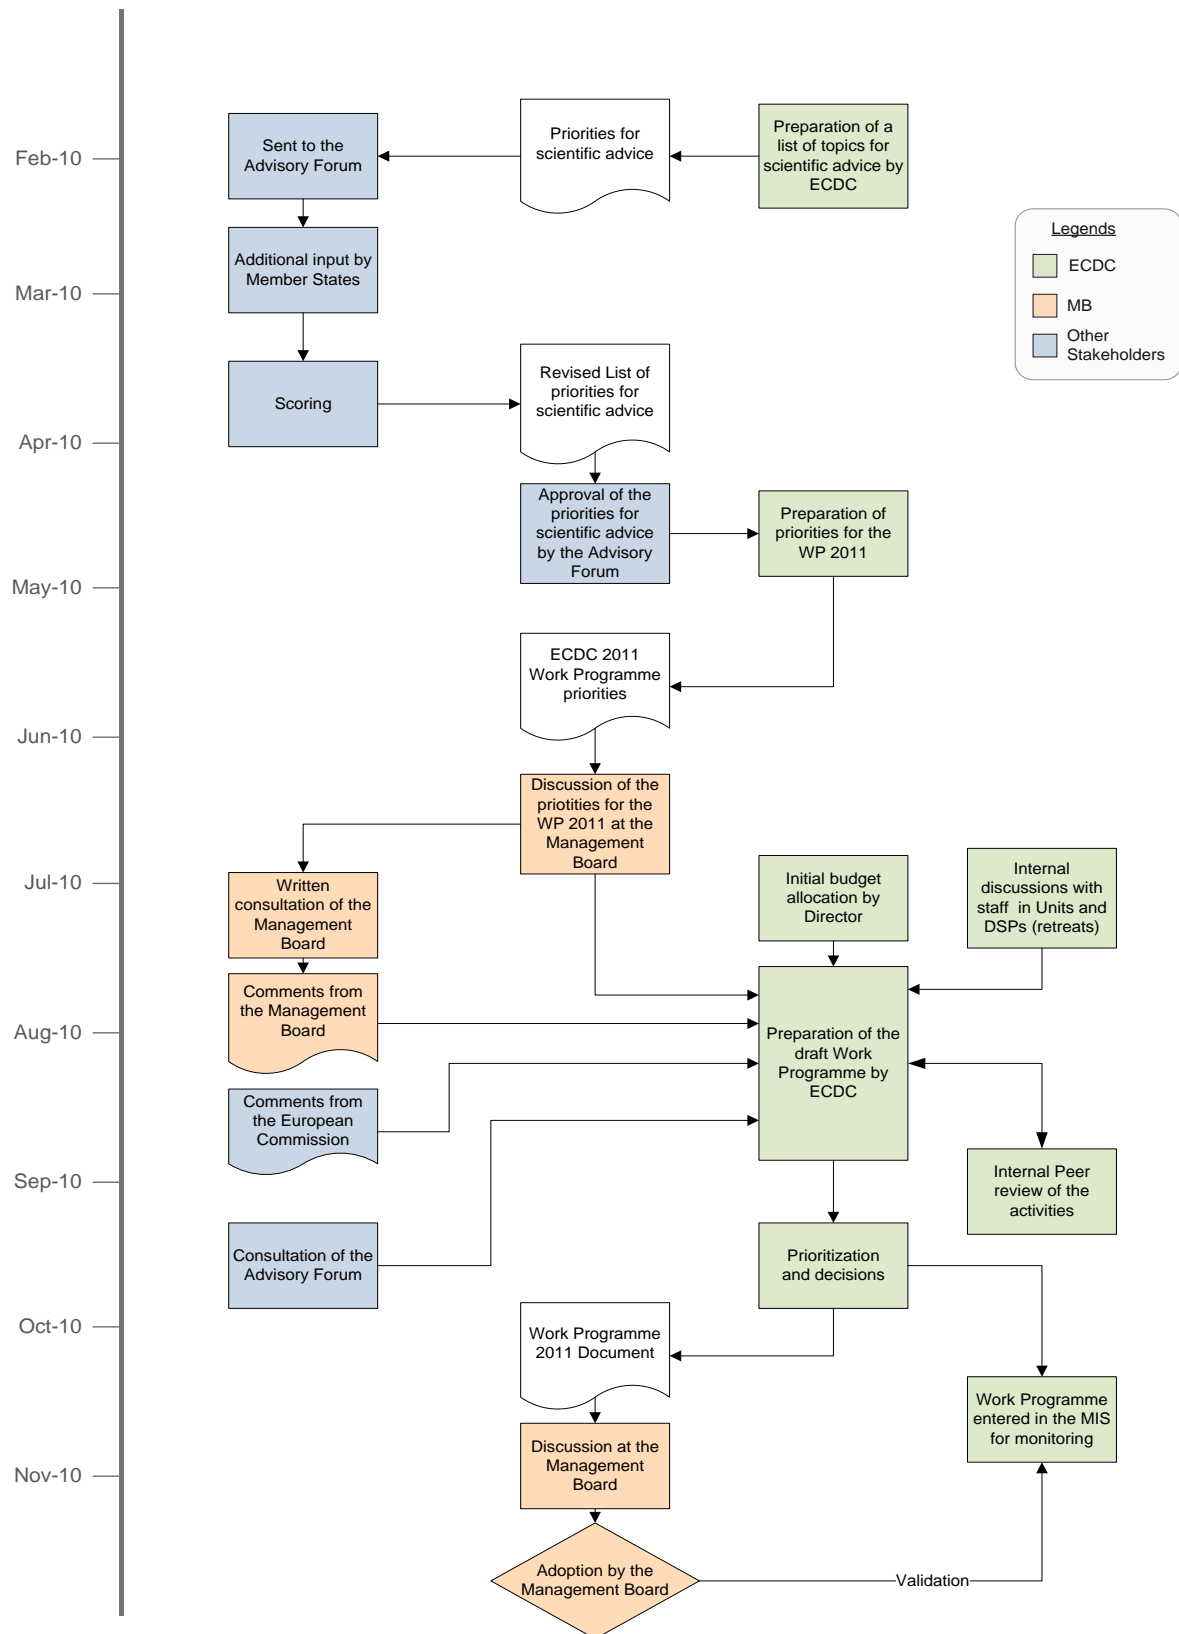 Feb-10
Sent to the
Advisory Forum
Priorities for
scientific advice
Preparation of a
list of topics for
scientific advice by
ECDC
Legends
ECDC
MB
Other
Stakeholders
Additional input by
Member States
Mar-10
Scoring
Revised List of
priorities for
scientific advice
Apr-10
Approval of the
priorities for
scientific advice
by the Advisory
Forum
Preparation of
priorities for the
WP 2011
May-10
ECDC 2011
Work Programme
priorities
Jun-10
Discussion of the
priotities for the
WP 2011 at the
Management
Board
Jul-10
Written
consultation of the
Management
Board
Initial budget
allocation by
Director
Internal
discussions with
staff in Units and
DSPs (retreats)
Comments from
the Management
Board
Aug-10
Preparation of the
draft Work
Programme by
ECDC
Comments from
the European
Commission
Sep-10
Internal Peer
review of the
activities
Consultation of the
Advisory Forum
Prioritization
and decisions
Oct-10
Work Programme
2011 Document
Work Programme
entered in the MIS
for monitoring
Discussion at the
Management
Board
Nov-10
Adoption by the
Management Board
Validation